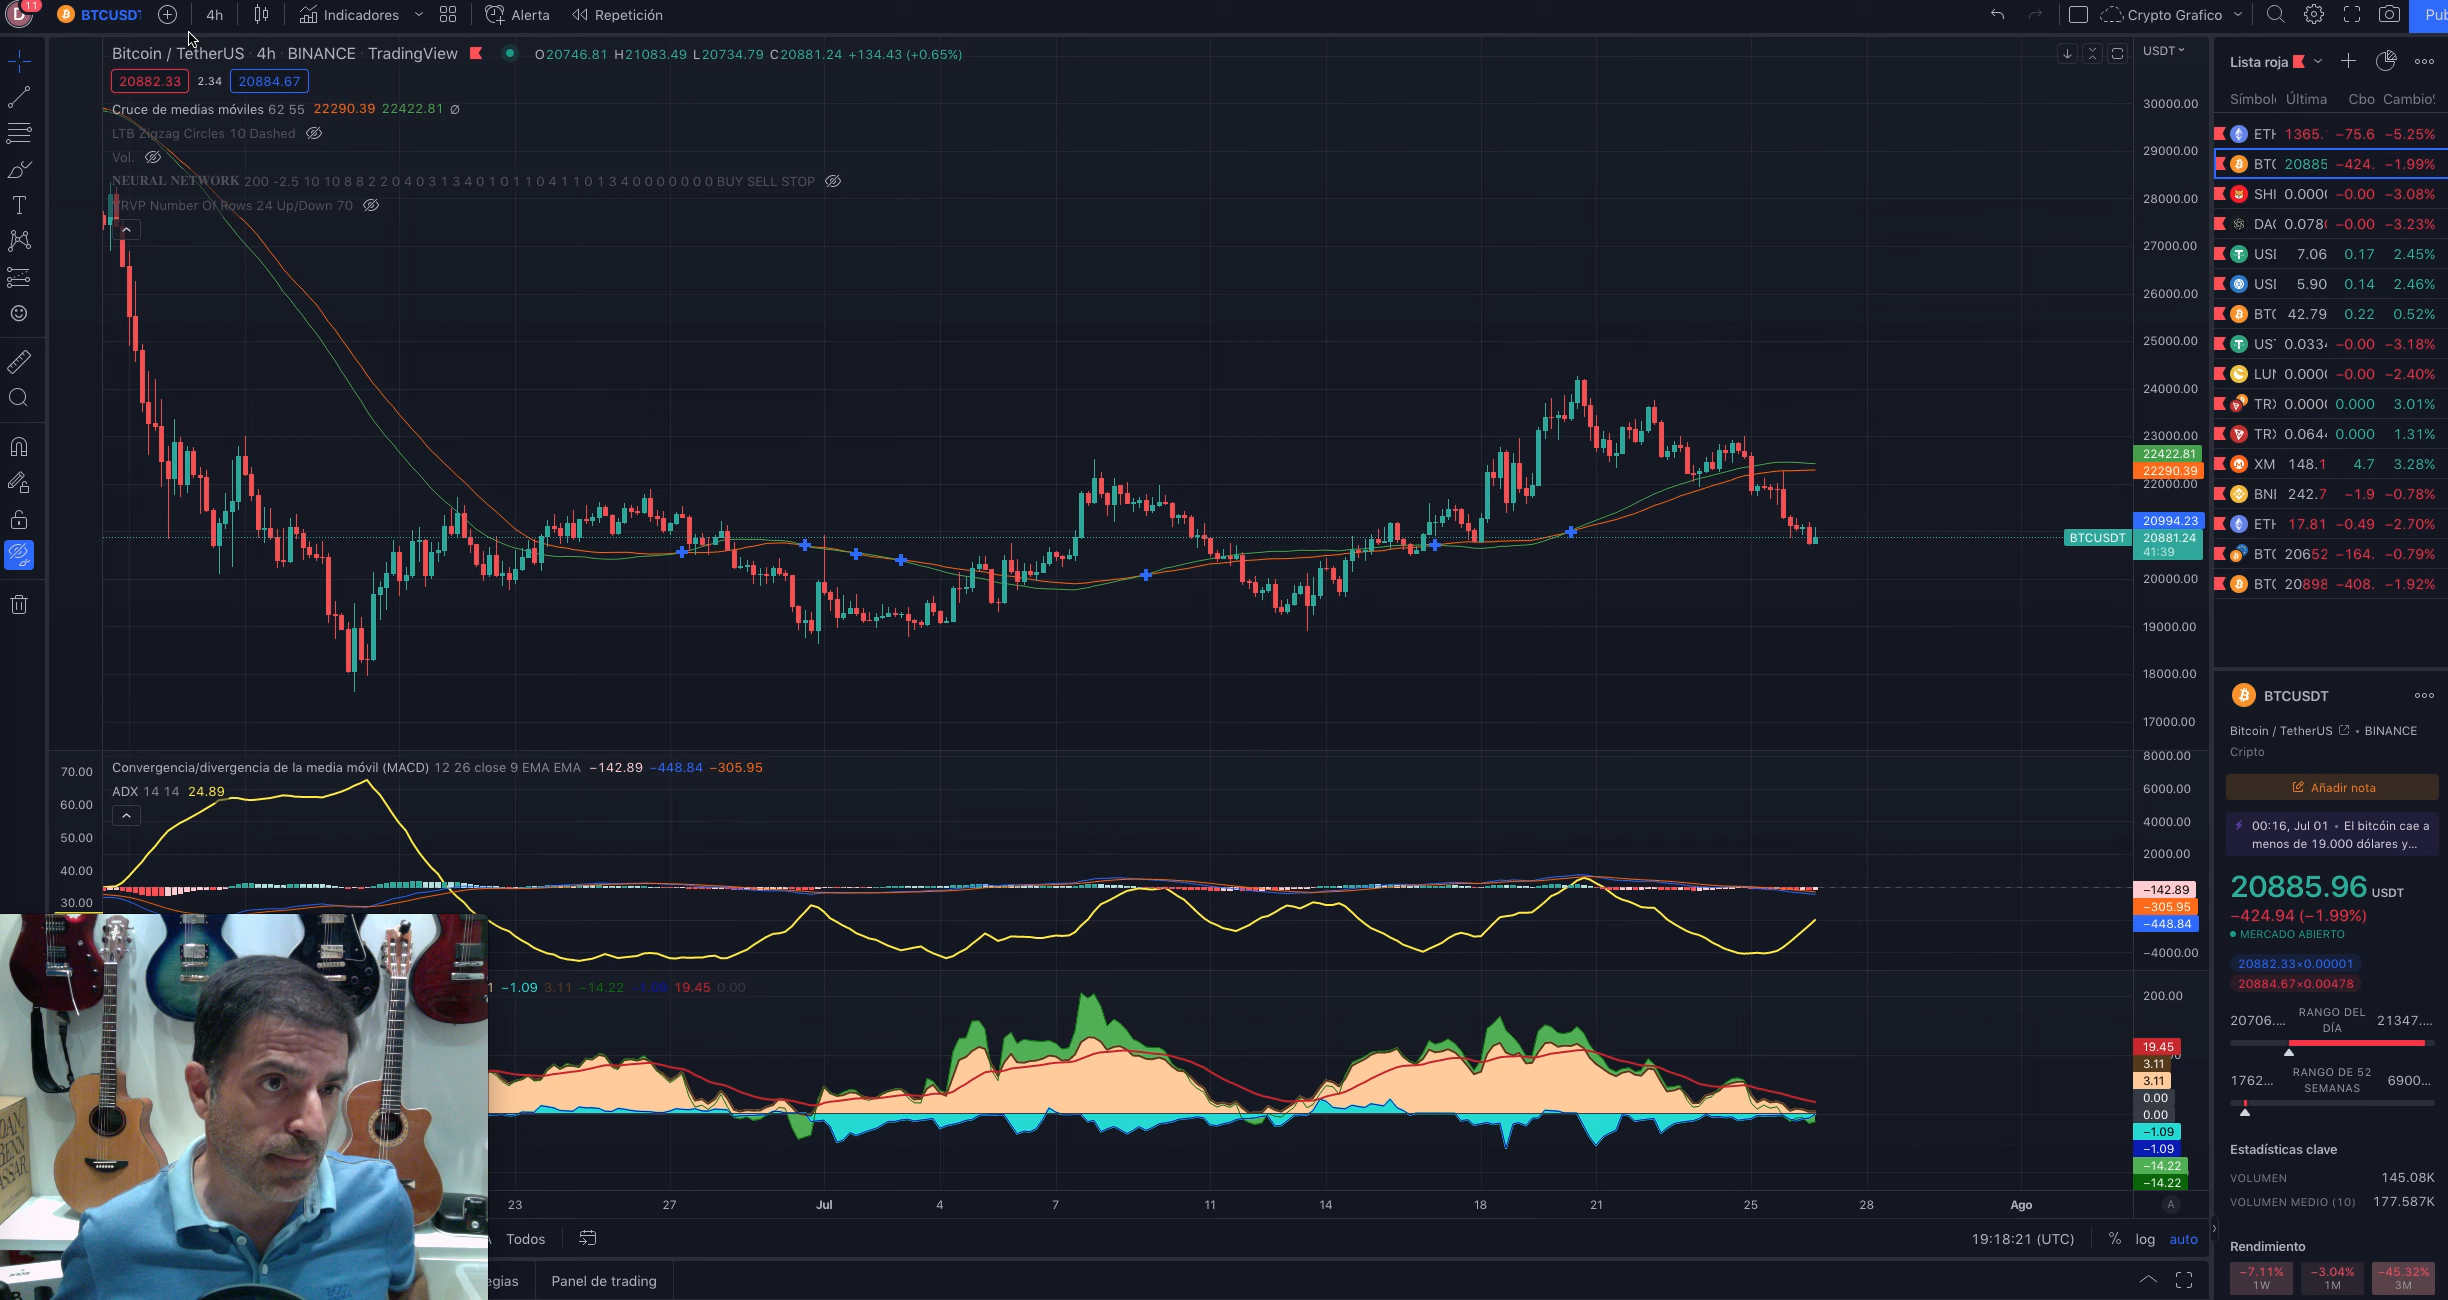 11
BTCUSDT
4h
Indicadores
Alerta
Repetición
Crypto Grafico
Bitcoin / TetherUS · 4h · BINANCE · TradingView
O20746.81 H21083.49 L20734.79 C20881.24 +134.43 (+0.65%)
20882.33 2.34 20884.67
Cruce de medias móviles 62 55 22290.39 22422.81 ∅
LTB Zigzag Circles 10 Dashed
Vol.
NEURAL NETWORK 200 -2.5 10 10 8 8 2 2 0 4 0 3 1 3 4 0 1 0 1 1 0 4 1 1 0 1 3 4 0 0 0 0 0 0 0 BUY SELL STOP
VRVP Number Of Rows 24 Up/Down 70
USDT
30000.00
29000.00
28000.00
27000.00
26000.00
25000.00
24000.00
23000.00
22422.81
22290.39
22000.00
20994.23
BTCUSDT 20881.24
41:39
20000.00
19000.00
18000.00
17000.00
Convergencia/divergencia de la media móvil (MACD) 12 26 close 9 EMA EMA −142.89 −448.84 −305.95
ADX 14 14 24.89
70.00
60.00
50.00
40.00
30.00
8000.00
6000.00
4000.00
2000.00
−142.89
−305.95
−448.84
−4000.00
−1.09 3.11 −14.22 −1.09 19.45 0.00
200.00
19.45
3.11
3.11
0.00
0.00
−1.09
−1.09
−14.22
−14.22
23 27 Jul 4 7 11 14 18 21 25 28 Ago
A
Todos
19:18:21 (UTC) % log auto
Panel de trading
Lista roja
Última Cbo
ETH 1365. −75.6 −5.25%
BTC 20885 −424. −1.99%
SHI 0.000 −0.00 −3.08%
DA 0.078 −0.00 −3.23%
USI 7.06 0.17 2.45%
USI 5.90 0.14 2.46%
BTC 42.79 0.22 0.52%
UST 0.033 −0.00 −3.18%
LUN 0.000 −0.00 −2.40%
TRX 0.000 0.000 3.01%
TRX 0.064 0.000 1.31%
XM 148.1 4.7 3.28%
BNI 242.7 −1.9 −0.78%
ETH 17.81 −0.49 −2.70%
BTC 20652 −164. −0.79%
BTC 20898 −408. −1.92%
BTCUSDT
Bitcoin / TetherUS • BINANCE
Cripto
Añadir nota
00:16, Jul 01 • El bitcóin cae a
menos de 19.000 dólares y...
20885.96 USDT
−424.94 (−1.99%)
MERCADO ABIERTO
20882.33×0.00001
20884.67×0.00478
20706.... RANGO DEL DÍA 21347....
1762... RANGO DE 52 SEMANAS 6900...
Estadísticas clave
VOLUMEN 145.08K
VOLUMEN MEDIO (10) 177.587K
Rendimiento
−7.11% −3.04% −45.32%
1W 1M 3M